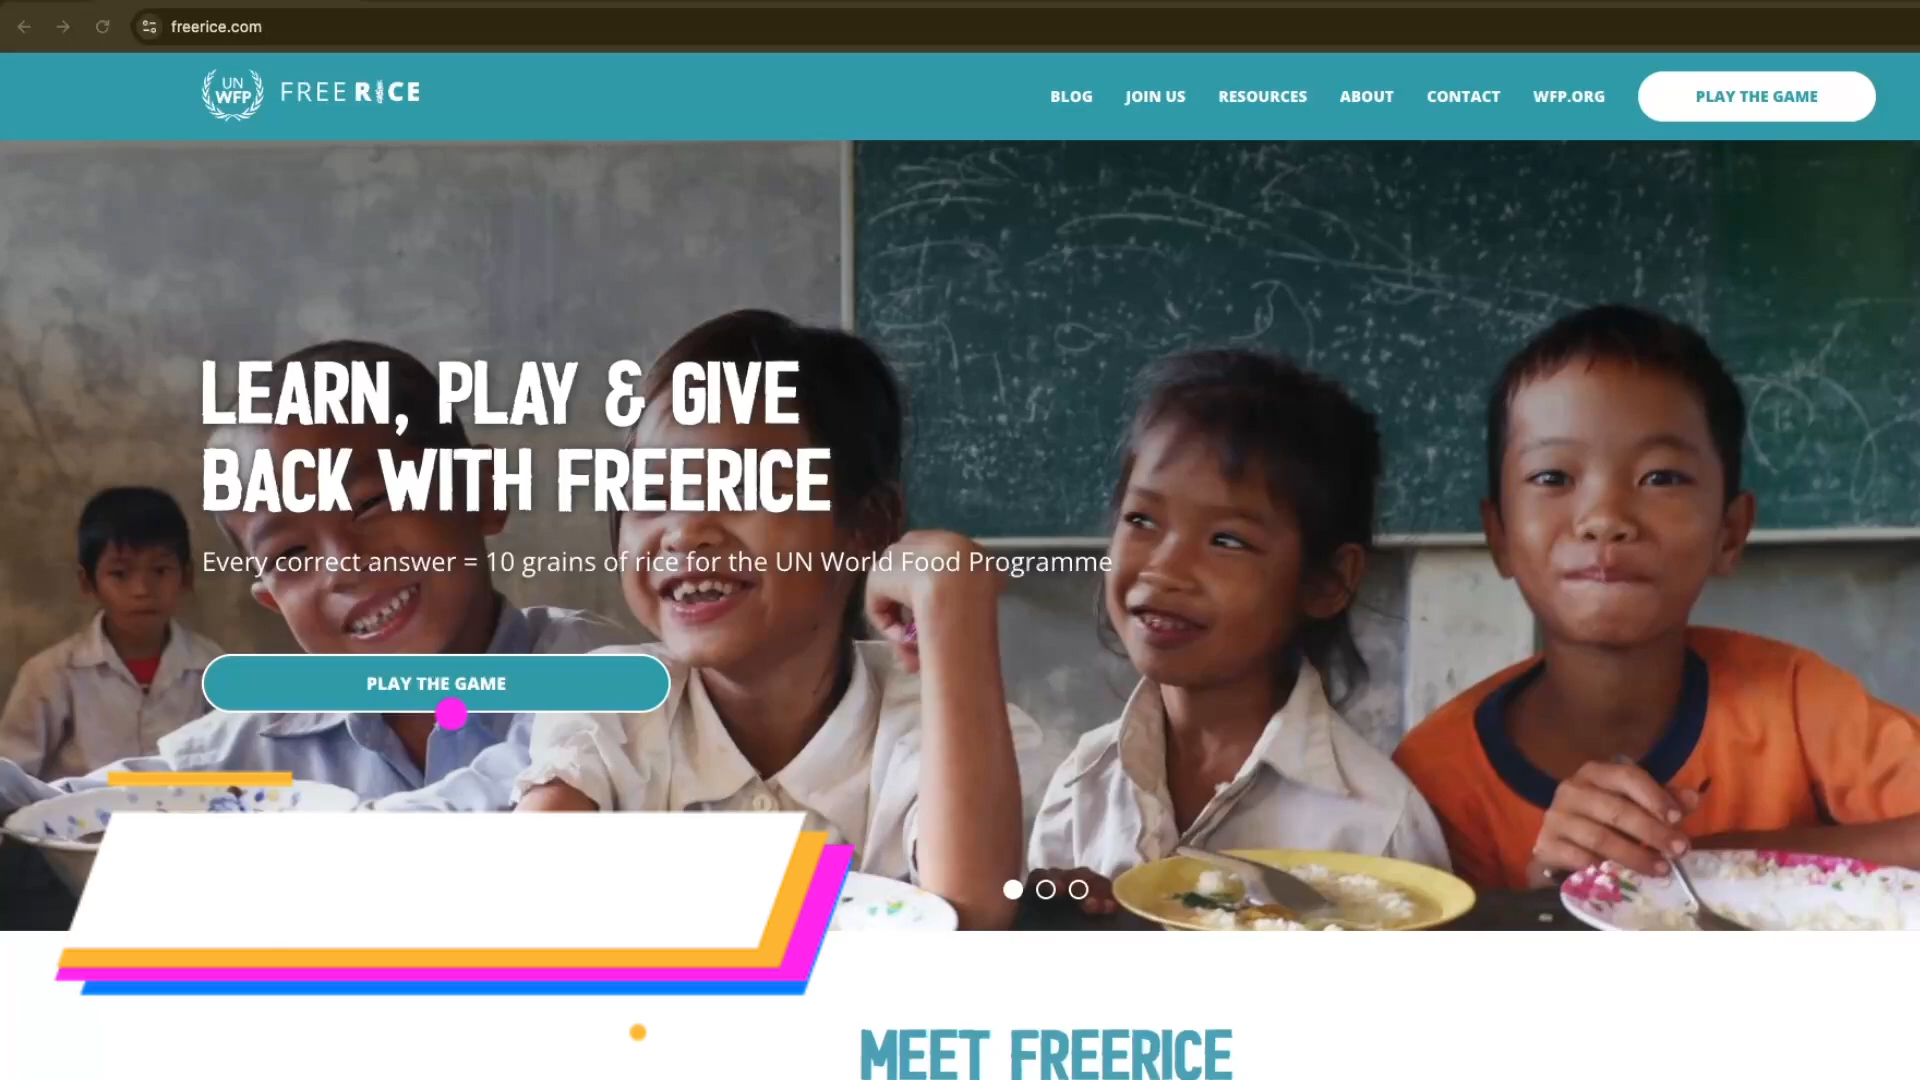 freerice.com
UN
WFP
FREE RICE
BLOG
JOIN US
RESOURCES
ABOUT
CONTACT
WFP.ORG
PLAY THE GAME
LEARN, PLAY & GIVE
BACK WITH FREERICE
Every correct answer = 10 grains of rice for the UN World Food Programme
PLAY THE GAME
MEET FREERICE